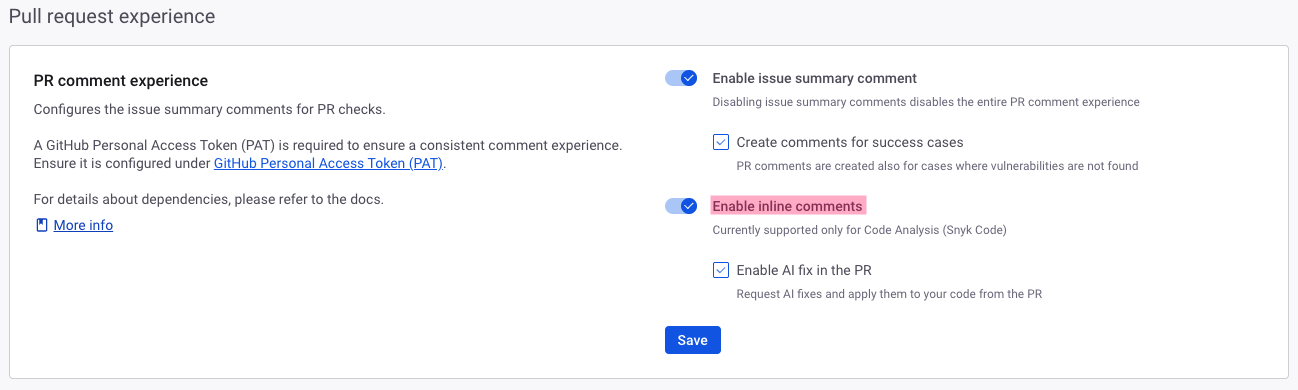 Pull request experience
PR comment experience
Configures the issue summary comments for PR checks.
A GitHub Personal Access Token (PAT) is required to ensure a consistent comment experience.
Ensure it is configured under GitHub Personal Access Token (PAT).
For details about dependencies, please refer to the docs.
More info
Enable issue summary comment
Disabling issue summary comments disables the entire PR comment experience
Create comments for success cases
PR comments are created also for cases where vulnerabilities are not found
Enable inline comments
Currently supported only for Code Analysis (Snyk Code)
Enable AI fix in the PR
Request AI fixes and apply them to your code from the PR
Save